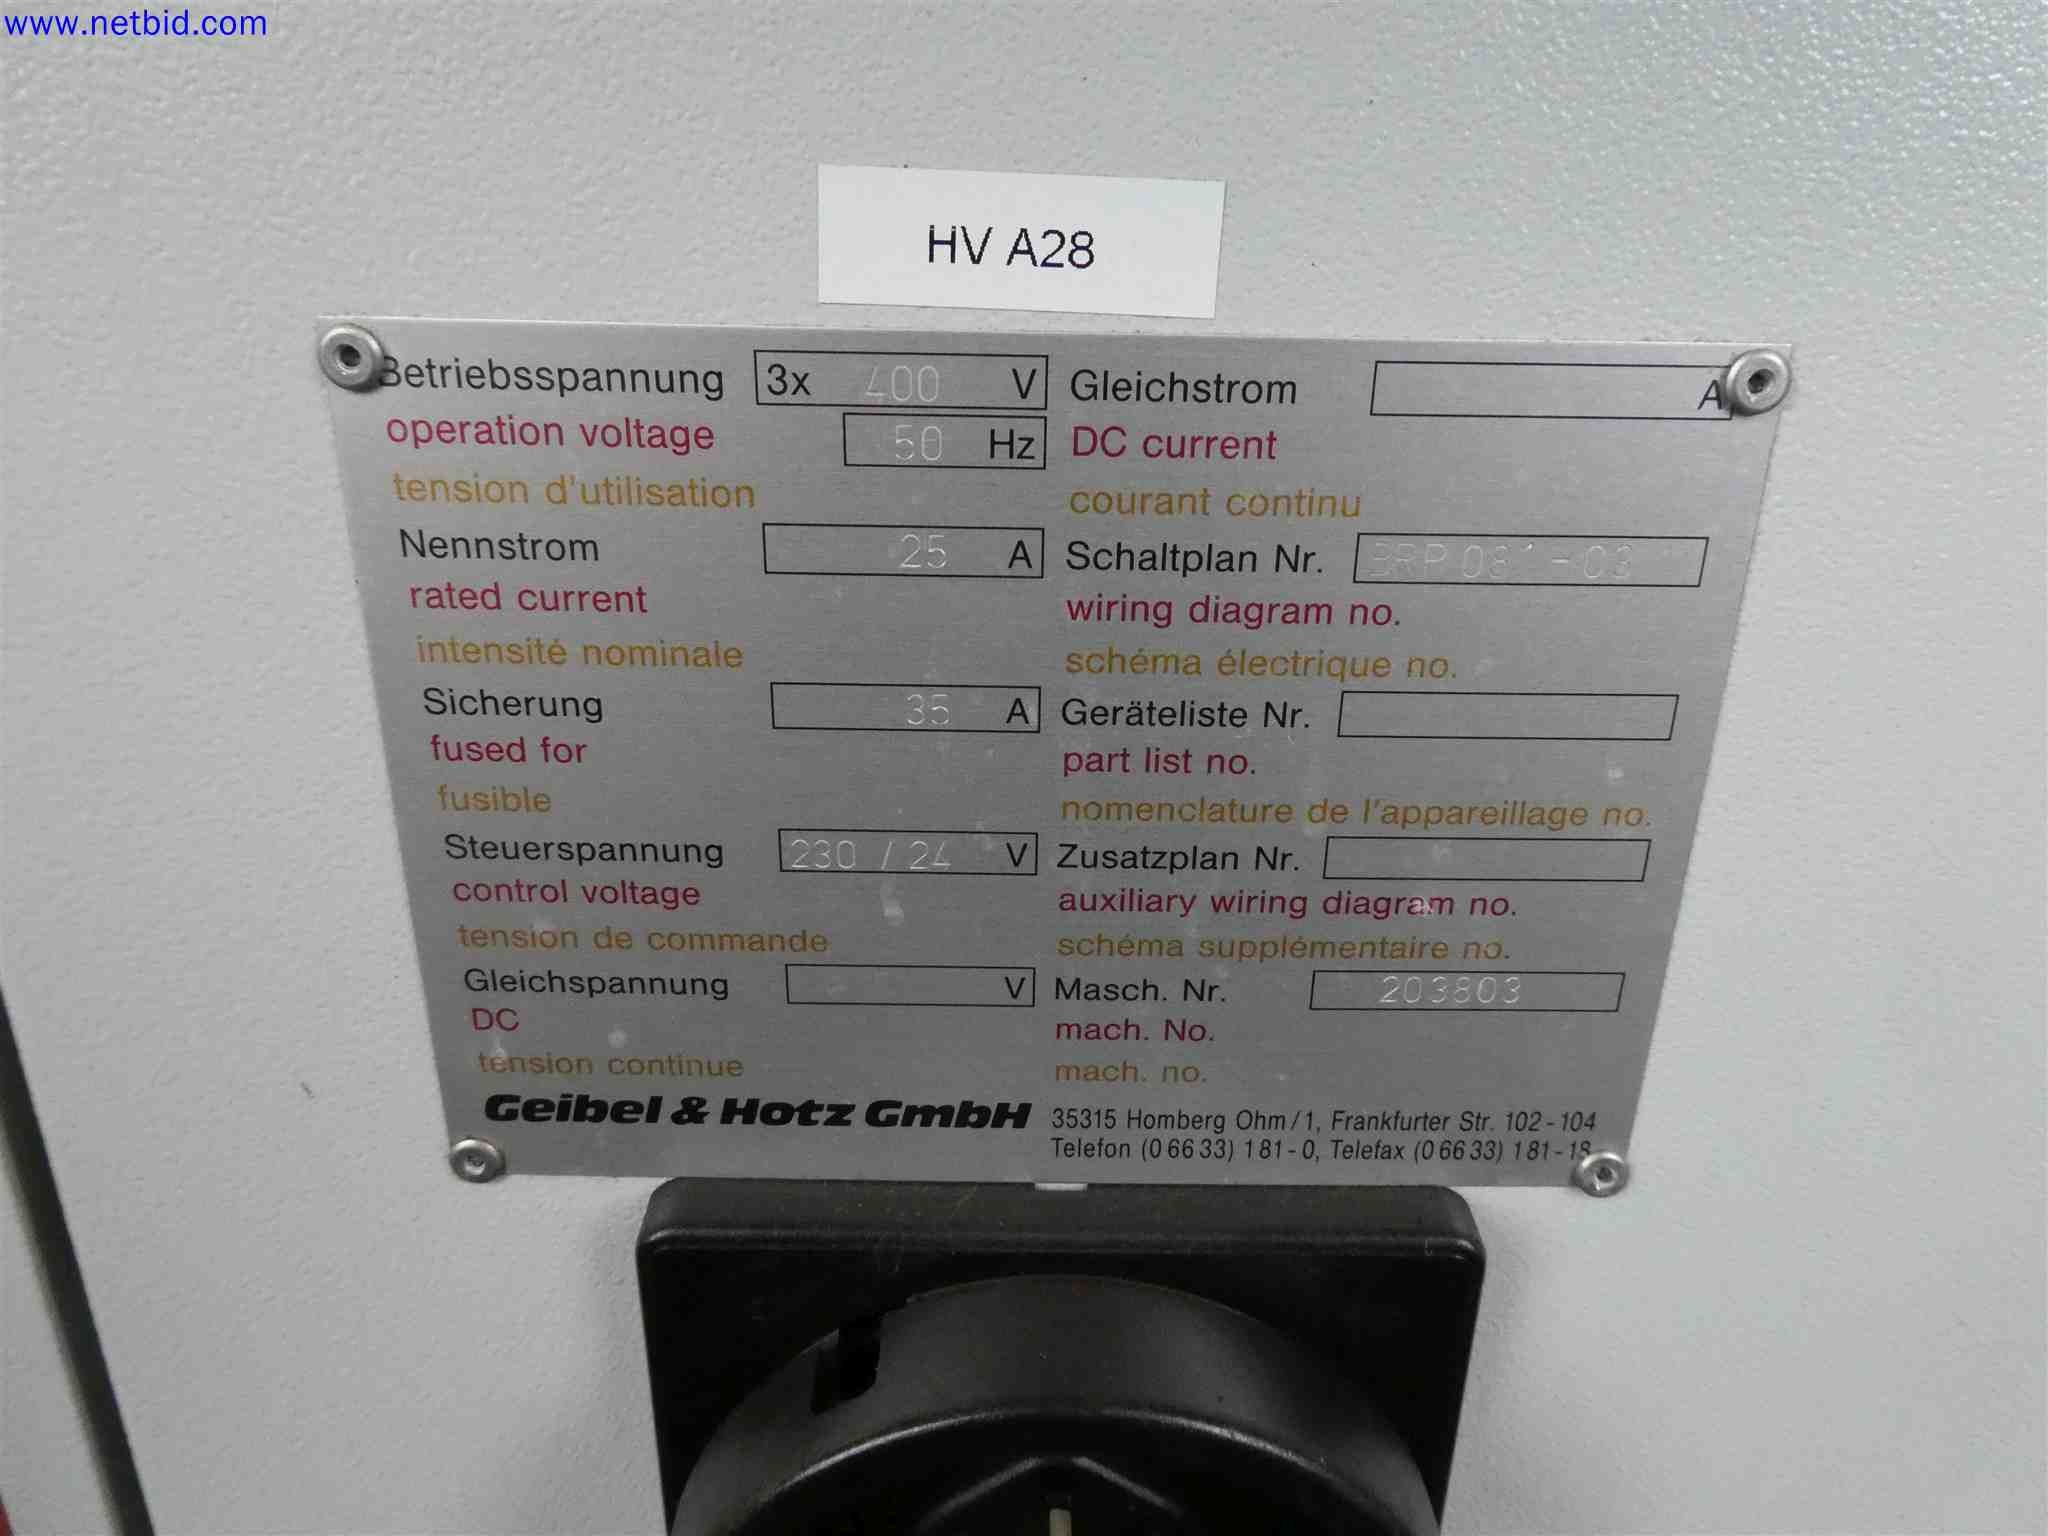 www.netbid.com
HV A28
Betriebsspannung 3x 400 V
operation voltage 50 Hz
tension d'utilisation
Nennstrom 25 A
rated current
intensité nominale
Sicherung 35 A
fused for
fusible
Steuerspannung 230 / 24 V
control voltage
tension de commande
Gleichspannung V
DC
tension continue
Gleichstrom A
DC current
courant continu
Schaltplan Nr. BRP 081-03
wiring diagram no.
schéma électrique no.
Geräteliste Nr.
part list no.
nomenclature de l'appareillage no.
Zusatzplan Nr.
auxiliary wiring diagram no.
schéma supplémentaire no.
Masch. Nr. 203803
mach. No.
mach. no.
Geibel & Hotz GmbH
35315 Homberg Ohm/1, Frankfurter Str. 102-104
Telefon (0 66 33) 181-0, Telefax (0 66 33) 181-18